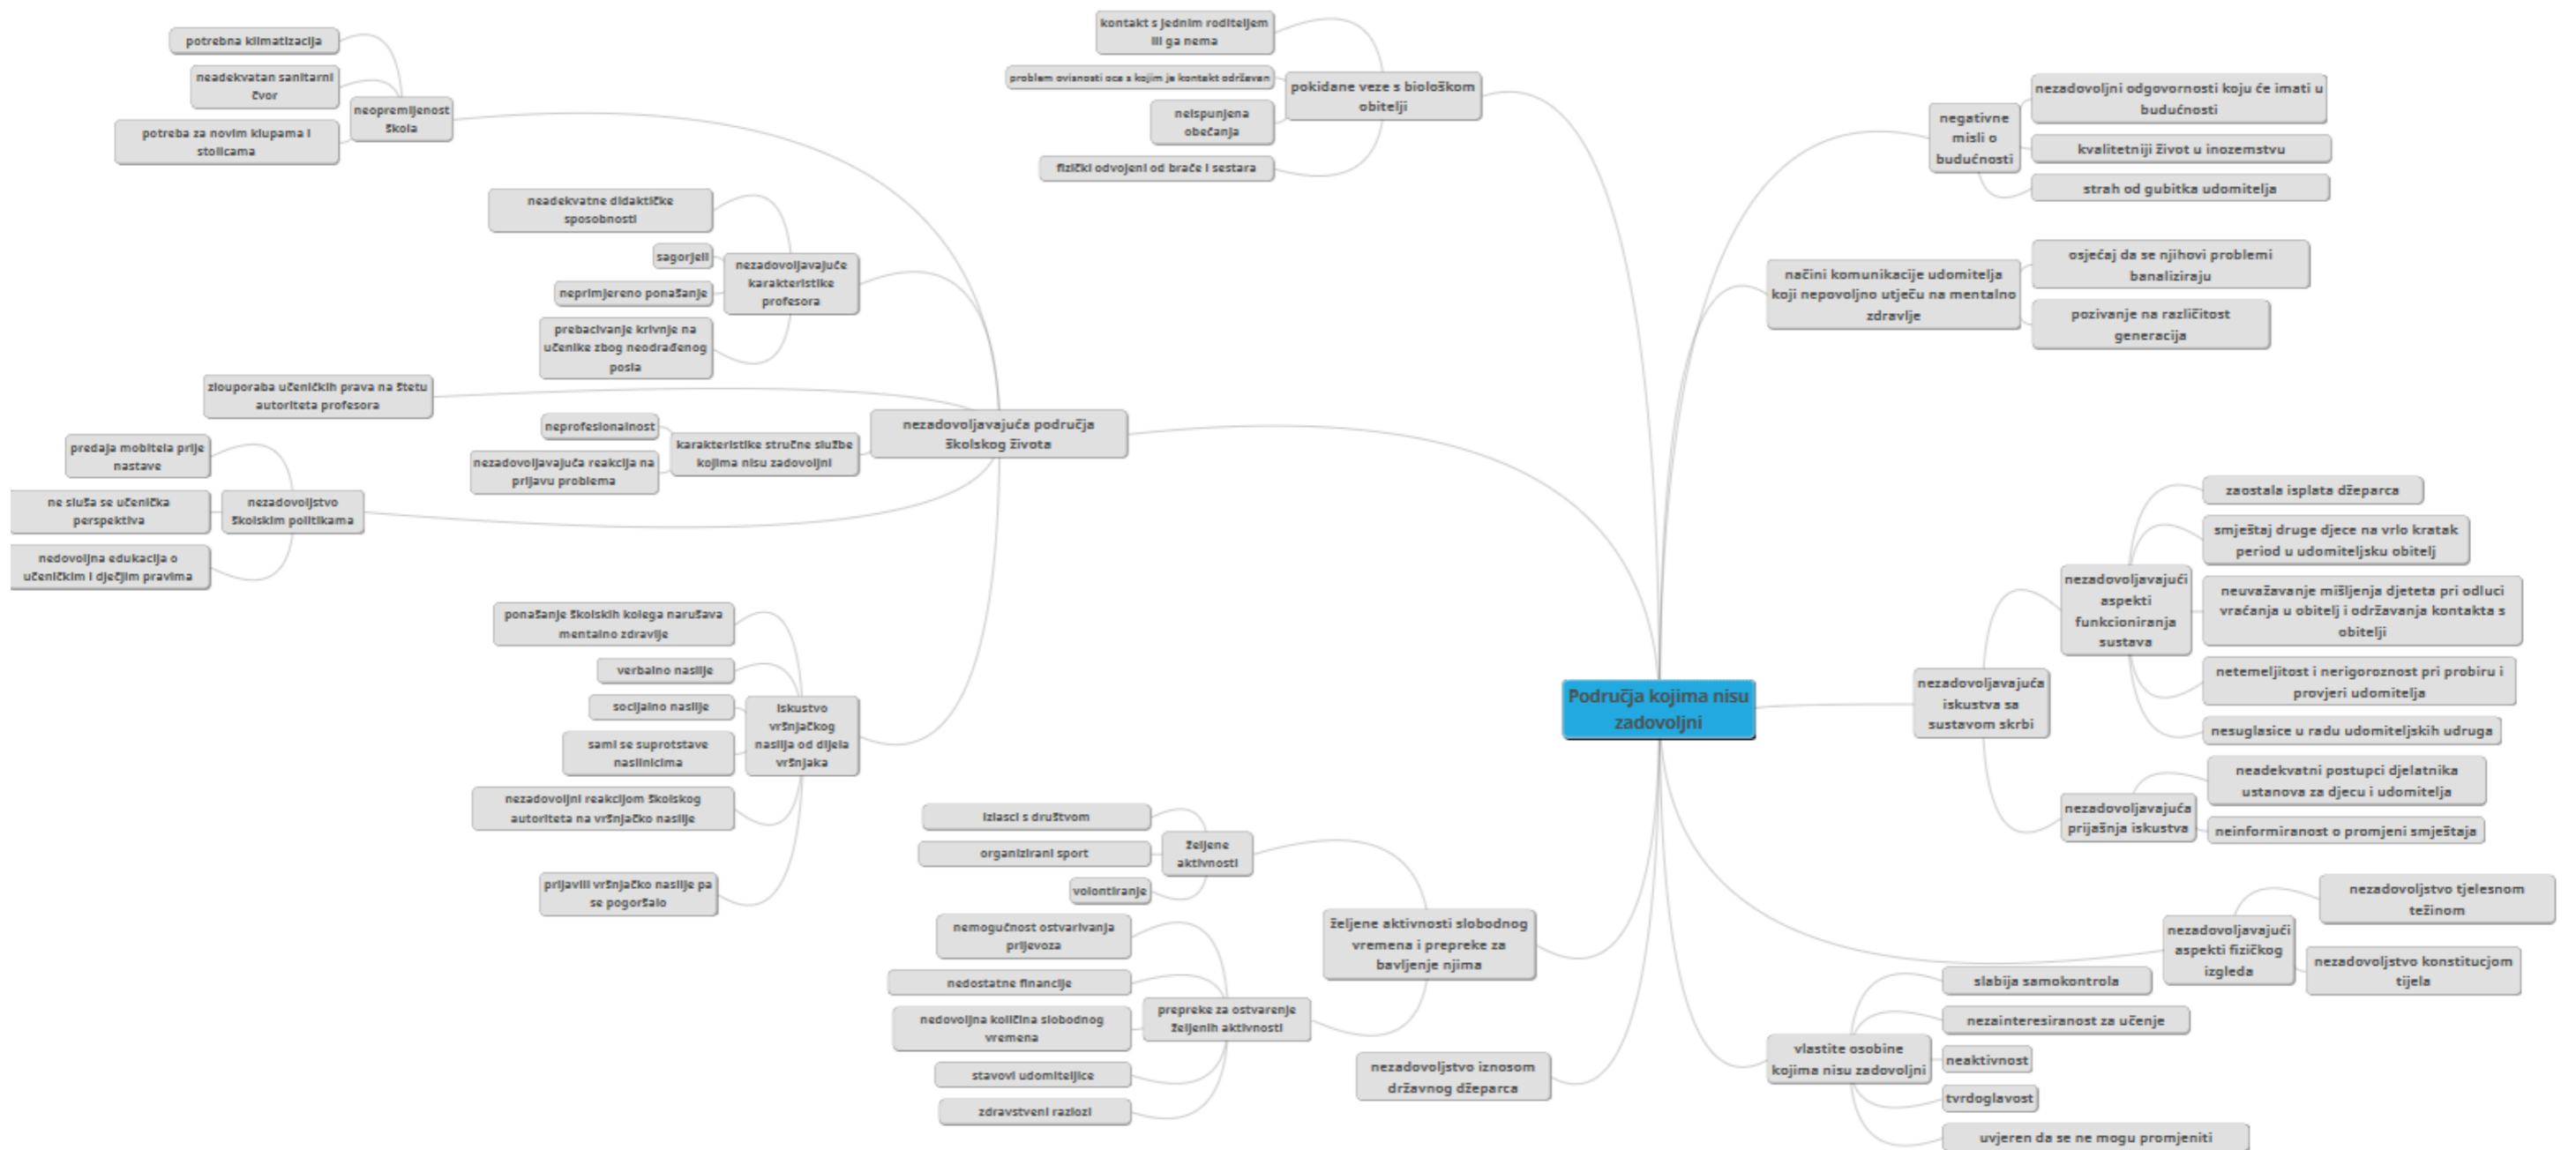 Područja kojima nisu
zadovoljni
pokidane veze s biološkom
obitelji
kontakt s jednim roditeljem
ili ga nema
problem ovisnosti oca s kojim je kontakt održavan
neispunjena
obećanja
fizički odvojeni od braće i sestara
nezadovoljavajuća područja
školskog života
neopremljenost
škola
potrebna klimatizacija
neadekvatan sanitarni
čvor
potreba za novim klupama i
stolicama
nezadovoljavajuće
karakteristike
profesora
neadekvatne didaktičke
sposobnosti
sagorjeli
neprimjereno ponašanje
prebacivanje krivnje na
učenike zbog neodrađenog
posla
zlouporaba učeničkih prava na štetu
autoriteta profesora
karakteristike stručne službe
kojima nisu zadovoljni
neprofesionalnost
nezadovoljavajuća reakcija na
prijavu problema
nezadovoljstvo
školskim politikama
predaja mobitela prije
nastave
ne sluša se učenička
perspektiva
nedovoljna edukacija o
učeničkim i dječjim pravima
iskustvo
vršnjačkog
nasilja od dijela
vršnjaka
ponašanje školskih kolega narušava
mentalno zdravlje
verbalno nasilje
socijalno nasilje
sami se suprotstave
nasilnicima
nezadovoljni reakcijom školskog
autoriteta na vršnjačko nasilje
prijavili vršnjačko nasilje pa
se pogoršalo
željene aktivnosti slobodnog
vremena i prepreke za
bavljenje njima
željene
aktivnosti
izlasci s društvom
organizirani sport
volontiranje
prepreke za ostvarenje
željenih aktivnosti
nemogućnost ostvarivanja
prijevoza
nedostatne financije
nedovoljna količina slobodnog
vremena
stavovi udomiteljice
zdravstveni razlozi
nezadovoljstvo iznosom
državnog džeparca
negativne
misli o
budućnosti
nezadovoljni odgovornosti koju će imati u
budućnosti
kvalitetniji život u inozemstvu
strah od gubitka udomitelja
načini komunikacije udomitelja
koji nepovoljno utječu na mentalno
zdravlje
osjećaj da se njihovi problemi
banaliziraju
pozivanje na različitost
generacija
nezadovoljavajuća
iskustva sa
sustavom skrbi
nezadovoljavajući
aspekti
funkcioniranja
sustava
zaostala isplata džeparca
smještaj druge djece na vrlo kratak
period u udomiteljsku obitelj
neuvažavanje mišljenja djeteta pri odluci
vraćanja u obitelj i održavanja kontakta s
obitelji
netemeljitost i nerigoroznost pri probiru i
provjeri udomitelja
nesuglasice u radu udomiteljskih udruga
nezadovoljavajuća
prijašnja iskustva
neadekvatni postupci djelatnika
ustanova za djecu i udomitelja
neinformiranost o promjeni smještaja
nezadovoljavajući
aspekti fizičkog
izgleda
nezadovoljstvo tjelesnom
težinom
nezadovoljstvo konstitucjom
tijela
vlastite osobine
kojima nisu zadovoljni
slabija samokontrola
nezainteresiranost za učenje
neaktivnost
tvrdoglavost
uvjeren da se ne mogu promjeniti